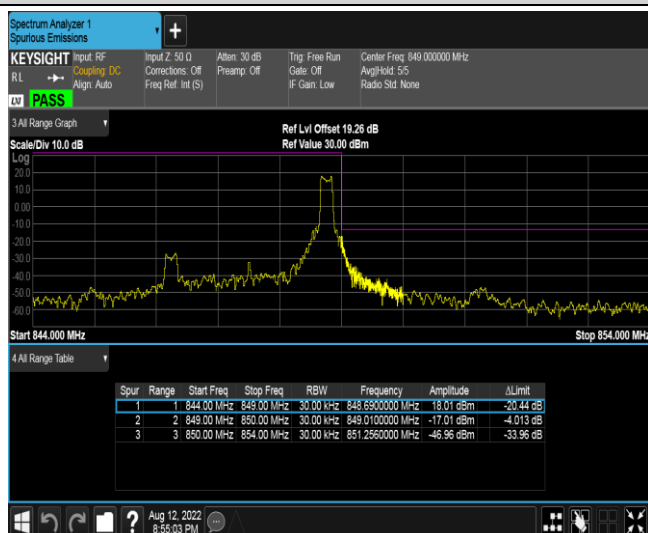 Spectrum Analyzer 1
Spurious Emissions
+
KEYSIGHT Input: RF Input Z: 50 Ω Atten: 30 dB Trig: Free Run Center Freq: 849.000000 MHz
R L Coupling: DC Corrections: Off Preamp: Off Gate: Off Avg|Hold: 5/5
Align: Auto Freq Ref: Int (S) IF Gain: Low Radio Std: None
LXI PASS
3 All Range Graph
Ref Lvl Offset 19.26 dB
Scale/Div 10.0 dB Ref Value 30.00 dBm
Log
20.0
10.0
0.00
-10.0
-20.0
-30.0
-40.0
-50.0
-60.0
Start 844.000 MHz Stop 854.000 MHz
4 All Range Table
Spur Range Start Freq Stop Freq RBW Frequency Amplitude ΔLimit
1 1 844.00 MHz 849.00 MHz 30.00 kHz 848.6900000 MHz 18.01 dBm -20.44 dB
2 2 849.00 MHz 850.00 MHz 30.00 kHz 849.0100000 MHz -17.01 dBm -4.013 dB
3 3 850.00 MHz 854.00 MHz 30.00 kHz 851.2560000 MHz -46.96 dBm -33.96 dB
? Aug 12, 2022
8:55:03 PM